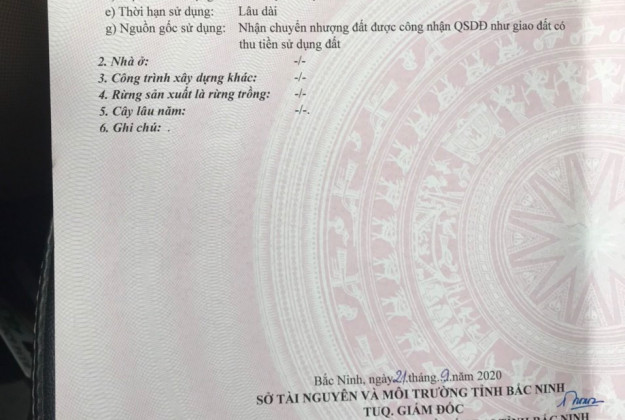 e) Thời hạn sử dụng: Lâu dài
g) Nguồn gốc sử dụng: Nhận chuyển nhượng đất được công nhận QSDĐ như giao đất có
thu tiền sử dụng đất
2. Nhà ở: -/-
3. Công trình xây dựng khác: -/-
4. Rừng sản xuất là rừng trồng: -/-
5. Cây lâu năm: -/-.
6. Ghi chú: .
Bắc Ninh, ngày 21 tháng 9 năm 2020
SỞ TÀI NGUYÊN VÀ MÔI TRƯỜNG TỈNH BẮC NINH
TUQ. GIÁM ĐỐC
TỈNH BẮC NINH